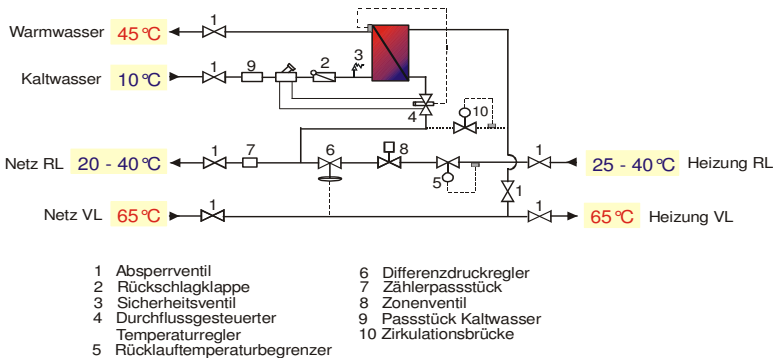 Warmwasser 45 °C 1
3
Kaltwasser 10 °C 1 9 2
4 10
Netz RL 20 - 40 °C 1 7 6 8 5 1 25 - 40 °C Heizung RL
1
Netz VL 65 °C 1 1 65 °C Heizung VL
1 Absperrventil
2 Rückschlagklappe
3 Sicherheitsventil
4 Durchflussgesteuerter
Temperaturregler
5 Rücklauftemperaturbegrenzer
6 Differenzdruckregler
7 Zählerpassstück
8 Zonenventil
9 Passstück Kaltwasser
10 Zirkulationsbrücke